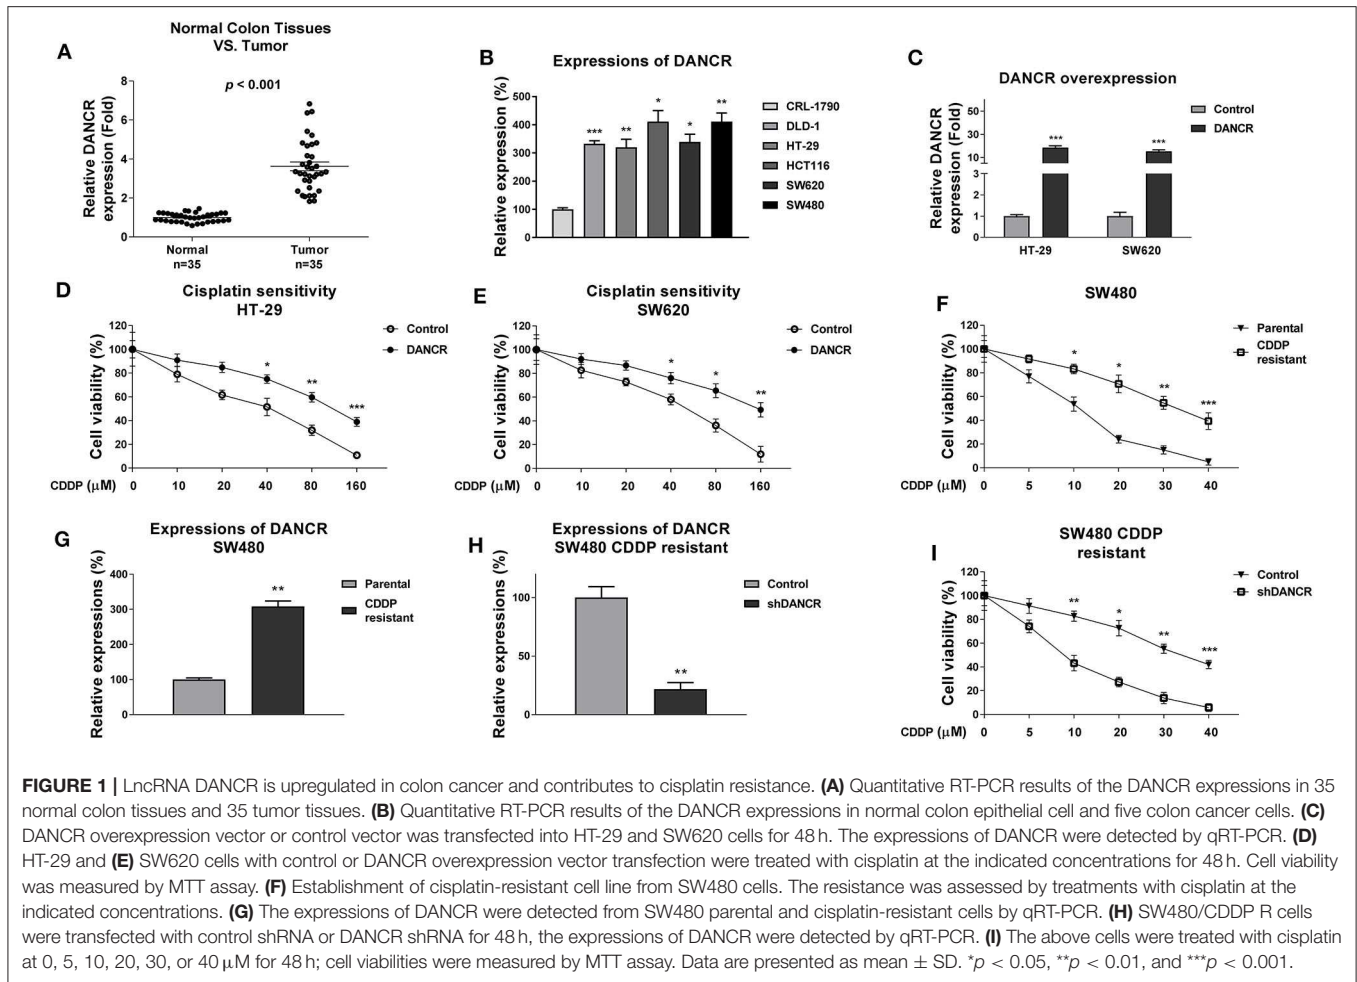 A
Normal Colon Tissues
VS. Tumor
Relative DANCR
expression (Fold)
8
6
4
2
0
p < 0.001
Normal
n=35
Tumor
n=35
B
Expressions of DANCR
Relative expression (%)
500
400
300
200
100
0
***
**
*
*
**
CRL-1790
DLD-1
HT-29
HCT116
SW620
SW480
C
DANCR overexpression
Relative DANCR
expression (Fold)
50
30
10
3
2
1
0
***
***
HT-29
SW620
Control
DANCR
D
Cisplatin sensitivity
HT-29
Cell viability (%)
120
100
80
60
40
20
0
*
**
***
Control
DANCR
CDDP (μM) 0 10 20 40 80 160
E
Cisplatin sensitivity
SW620
Cell viability (%)
120
100
80
60
40
20
0
*
*
**
Control
DANCR
CDDP (μM) 0 10 20 40 80 160
F
SW480
Cell viability (%)
120
100
80
60
40
20
0
*
*
**
***
Parental
CDDP
resistant
CDDP (μM) 0 5 10 20 30 40
G
Expressions of DANCR
SW480
Relative expressions (%)
400
300
200
100
0
**
Parental
CDDP
resistant
H
Expressions of DANCR
SW480 CDDP resistant
Relative expressions (%)
100
50
0
**
Control
shDANCR
I
SW480 CDDP
resistant
Cell viability (%)
120
100
80
60
40
20
0
**
*
**
***
Control
shDANCR
CDDP (μM) 0 5 10 20 30 40
FIGURE 1 | LncRNA DANCR is upregulated in colon cancer and contributes to cisplatin resistance. (A) Quantitative RT-PCR results of the DANCR expressions in 35
normal colon tissues and 35 tumor tissues. (B) Quantitative RT-PCR results of the DANCR expressions in normal colon epithelial cell and five colon cancer cells. (C)
DANCR overexpression vector or control vector was transfected into HT-29 and SW620 cells for 48 h. The expressions of DANCR were detected by qRT-PCR. (D)
HT-29 and (E) SW620 cells with control or DANCR overexpression vector transfection were treated with cisplatin at the indicated concentrations for 48 h. Cell viability
was measured by MTT assay. (F) Establishment of cisplatin-resistant cell line from SW480 cells. The resistance was assessed by treatments with cisplatin at the
indicated concentrations. (G) The expressions of DANCR were detected from SW480 parental and cisplatin-resistant cells by qRT-PCR. (H) SW480/CDDP R cells
were transfected with control shRNA or DANCR shRNA for 48 h, the expressions of DANCR were detected by qRT-PCR. (I) The above cells were treated with cisplatin
at 0, 5, 10, 20, 30, or 40 μM for 48 h; cell viabilities were measured by MTT assay. Data are presented as mean ± SD. *p < 0.05, **p < 0.01, and ***p < 0.001.